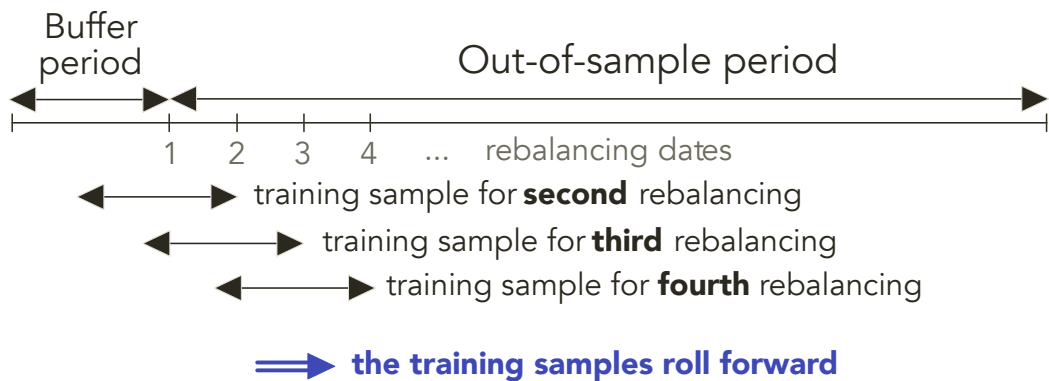 Buffer
period
Out-of-sample period
1 2 3 4 ... rebalancing dates
training sample for second rebalancing
training sample for third rebalancing
training sample for fourth rebalancing
the training samples roll forward